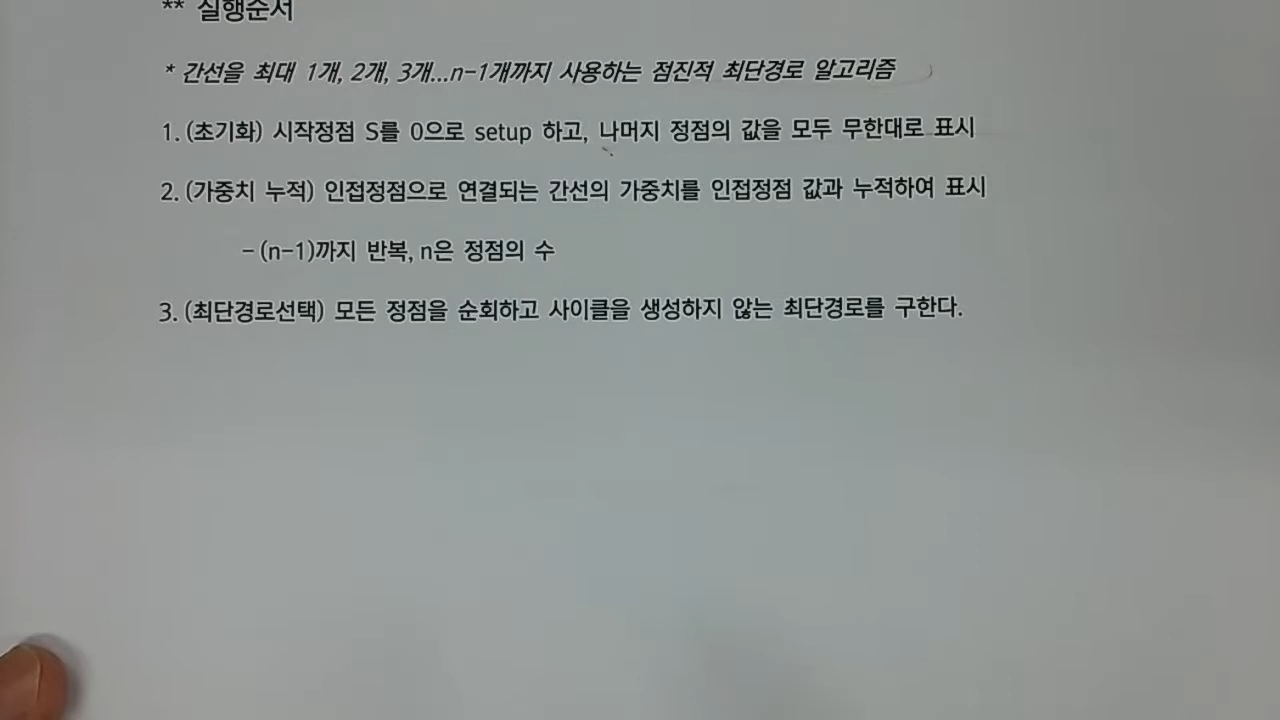 ** 실행순서
* 간선을 최대 1개, 2개, 3개...n-1개까지 사용하는 점진적 최단경로 알고리즘
1. (초기화) 시작정점 S를 0으로 setup 하고, 나머지 정점의 값을 모두 무한대로 표시
2. (가중치 누적) 인접정점으로 연결되는 간선의 가중치를 인접정점 값과 누적하여 표시
- (n-1)까지 반복, n은 정점의 수
3. (최단경로선택) 모든 정점을 순회하고 사이클을 생성하지 않는 최단경로를 구한다.